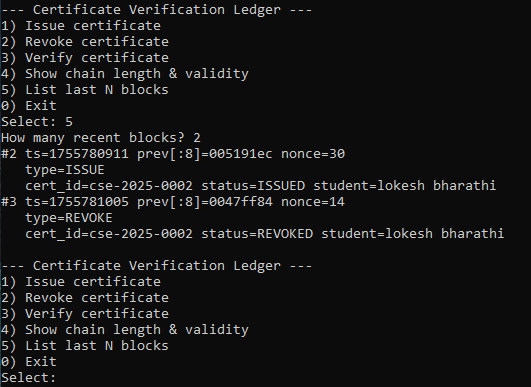 --- Certificate Verification Ledger ---
1) Issue certificate
2) Revoke certificate
3) Verify certificate
4) Show chain length & validity
5) List last N blocks
0) Exit
Select: 5
How many recent blocks? 2
#2 ts=1755780911 prev[:8]=005191ec nonce=30
   type=ISSUE
   cert_id=cse-2025-0002 status=ISSUED student=lokesh bharathi
#3 ts=1755781005 prev[:8]=0047ff84 nonce=14
   type=REVOKE
   cert_id=cse-2025-0002 status=REVOKED student=lokesh bharathi

--- Certificate Verification Ledger ---
1) Issue certificate
2) Revoke certificate
3) Verify certificate
4) Show chain length & validity
5) List last N blocks
0) Exit
Select: